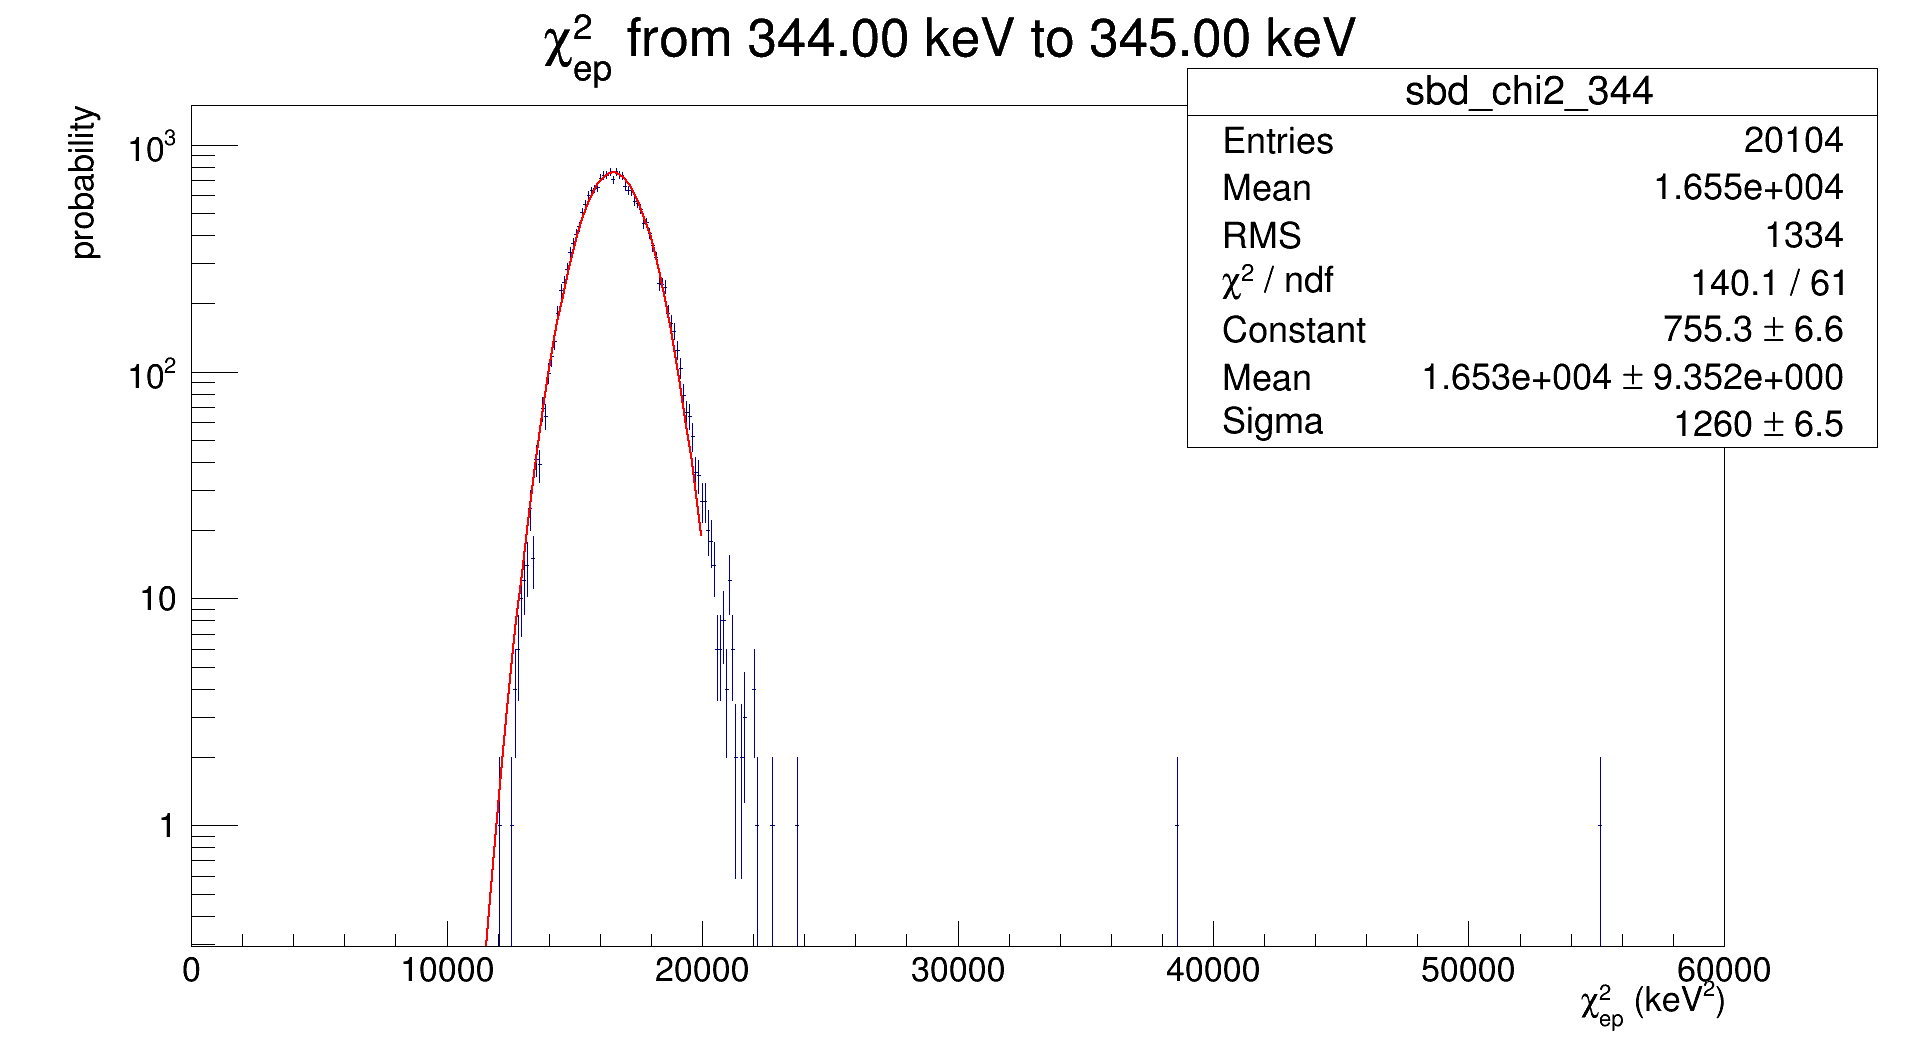 χ²ep from 344.00 keV to 345.00 keV
probability
sbd_chi2_344
Entries 20104
Mean 1.655e+004
RMS 1334
χ² / ndf 140.1 / 61
Constant 755.3 ± 6.6
Mean 1.653e+004 ± 9.352e+000
Sigma 1260 ± 6.5
10³
10²
10
1
0 10000 20000 30000 40000 50000 60000
χ²ep (keV²)